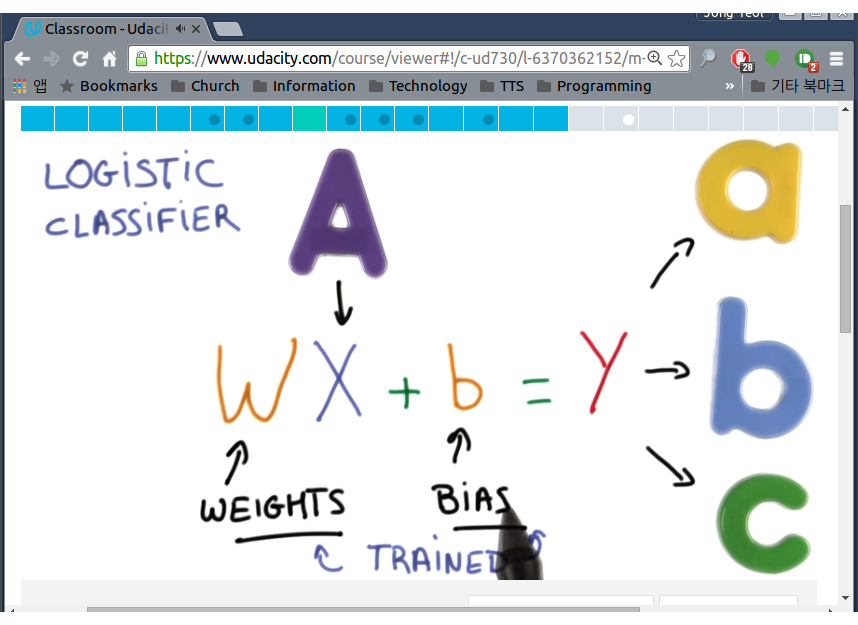 Jong Yeol
Classroom - Udacit
https://www.udacity.com/course/viewer#!/c-ud730/l-6370362152/m-
28
2
앱 Bookmarks Church Information Technology TTS Programming » 기타 북마크
LOGISTIC
CLASSIFIER
A
a
WX + b = Y
b
WEIGHTS BIAS
c
TRAINED